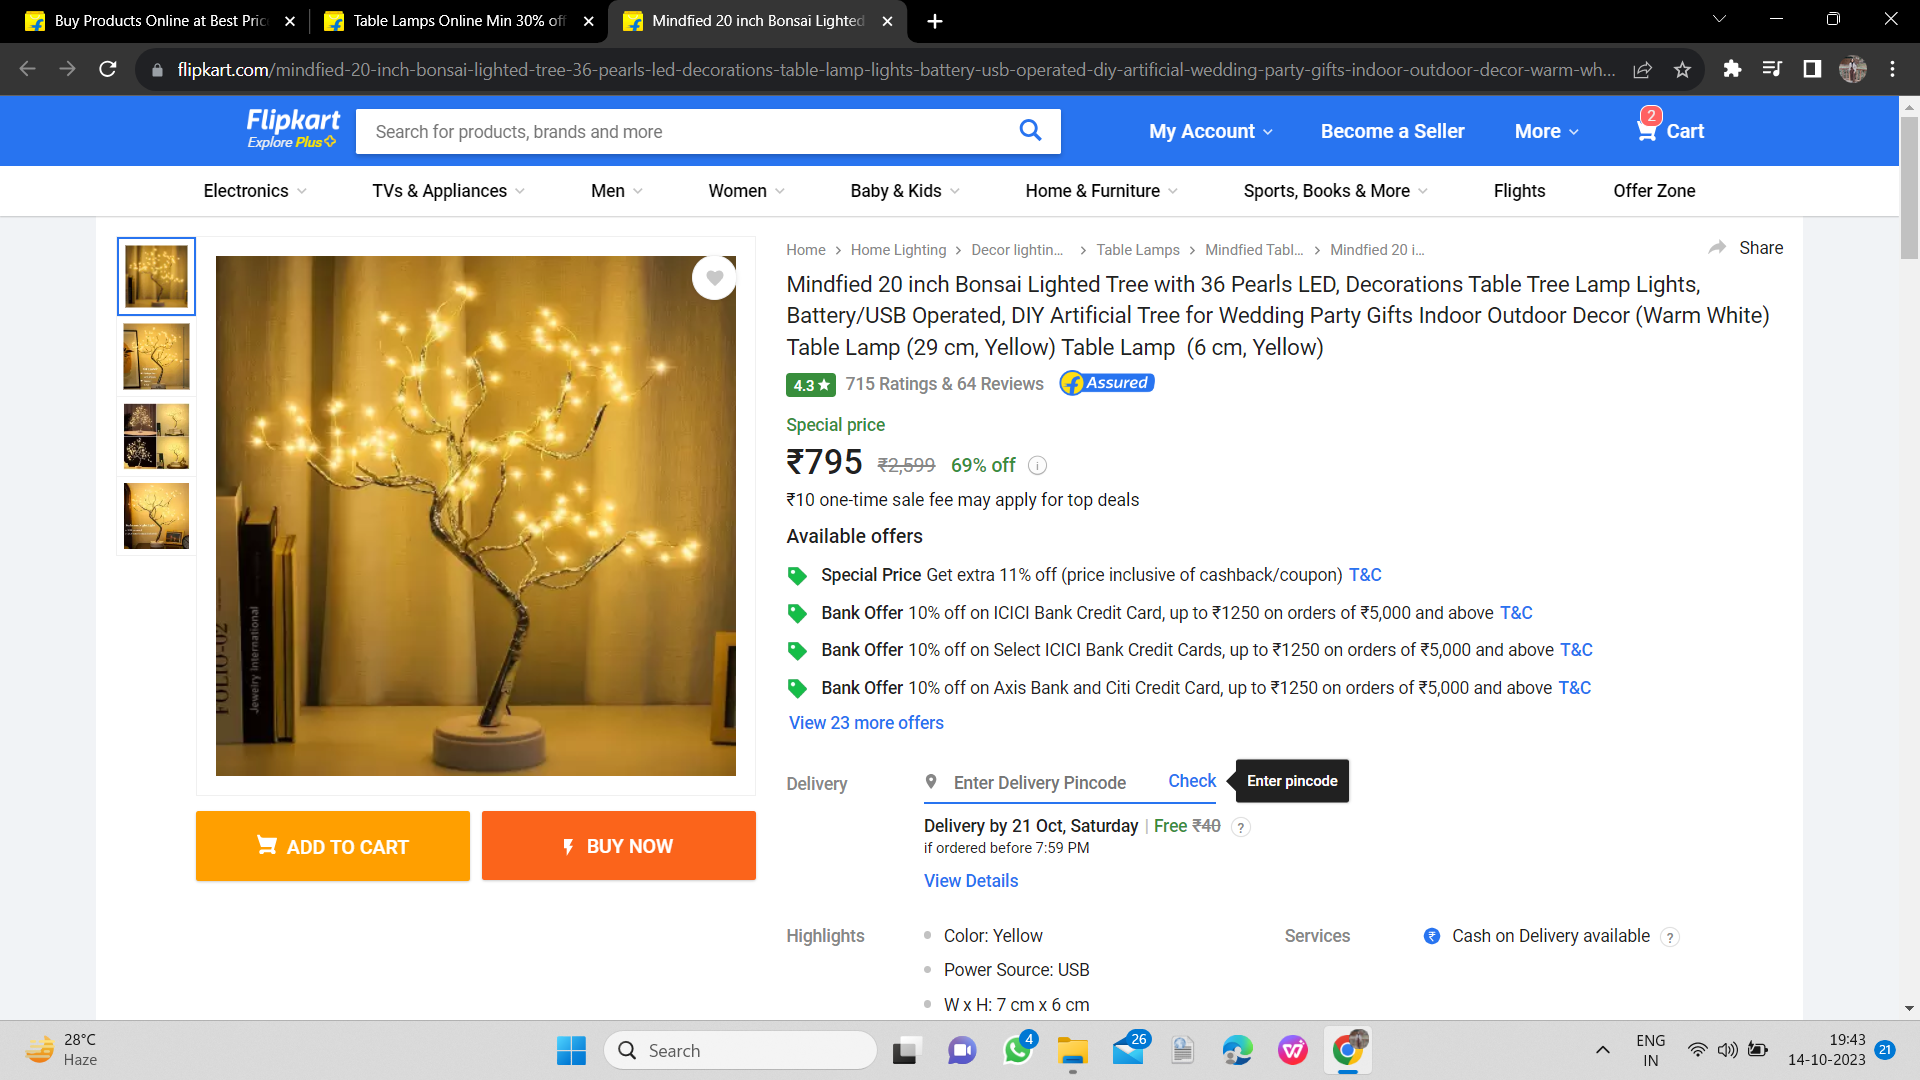 Buy Products Online at Best Pric
Table Lamps Online Min 30% off
Mindfied 20 inch Bonsai Lighted
flipkart.com/mindfied-20-inch-bonsai-lighted-tree-36-pearls-led-decorations-table-lamp-lights-battery-usb-operated-diy-artificial-wedding-party-gifts-indoor-outdoor-decor-warm-wh...
Flipkart
Explore Plus
Search for products, brands and more
My Account
Become a Seller
More
2
Cart
Electronics
TVs & Appliances
Men
Women
Baby & Kids
Home & Furniture
Sports, Books & More
Flights
Offer Zone
Home
Home Lighting
Decor lightin...
Table Lamps
Mindfied Tabl...
Mindfied 20 i...
Share
Mindfied 20 inch Bonsai Lighted Tree with 36 Pearls LED, Decorations Table Tree Lamp Lights,
Battery/USB Operated, DIY Artificial Tree for Wedding Party Gifts Indoor Outdoor Decor (Warm White)
Table Lamp (29 cm, Yellow) Table Lamp (6 cm, Yellow)
4.3★
715 Ratings & 64 Reviews
Assured
Special price
₹795 ₹2,599 69% off
₹10 one-time sale fee may apply for top deals
Available offers
Special Price Get extra 11% off (price inclusive of cashback/coupon) T&C
Bank Offer 10% off on ICICI Bank Credit Card, up to ₹1250 on orders of ₹5,000 and above T&C
Bank Offer 10% off on Select ICICI Bank Credit Cards, up to ₹1250 on orders of ₹5,000 and above T&C
Bank Offer 10% off on Axis Bank and Citi Credit Card, up to ₹1250 on orders of ₹5,000 and above T&C
View 23 more offers
FOLIO-02
Jewelry International
ADD TO CART
BUY NOW
Delivery
Enter Delivery Pincode
Check
Enter pincode
Delivery by 21 Oct, Saturday | Free ₹40 ?
if ordered before 7:59 PM
View Details
Highlights
Color: Yellow
Power Source: USB
W x H: 7 cm x 6 cm
Services
Cash on Delivery available ?
28°C
Haze
Search
4
26
ENG
IN
19:43
14-10-2023
21